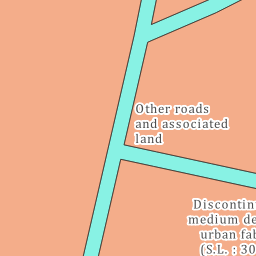 Other roads
and associated
land
Discontin
medium de
urban fab
(S.L. : 30